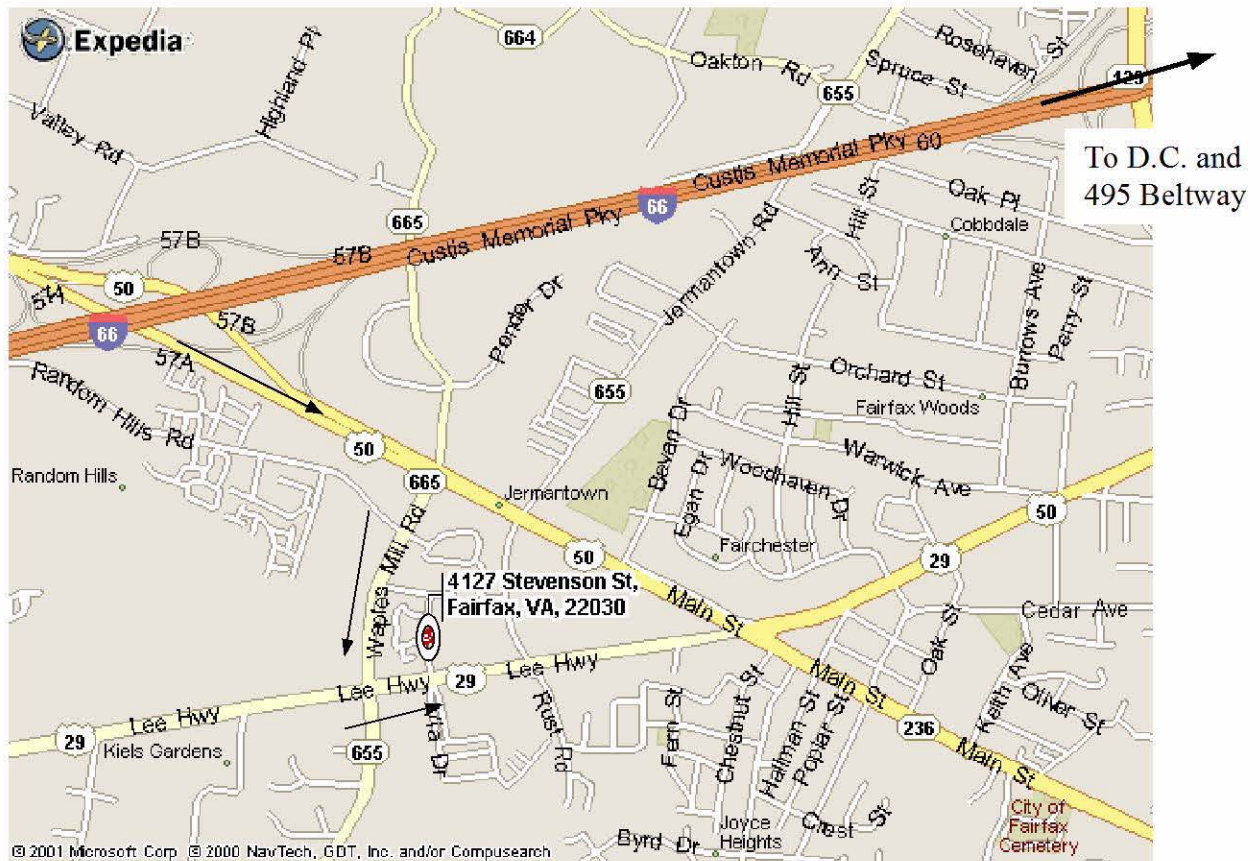 Expedia
664
Highland Pl
Oakton Rd
Rosehaven St
Spruce St
655
123
Valley Rd
Custis Memorial Pky 60
To D.C. and
495 Beltway
66
Oak Pl
Cobbdale
665
Hill St
57B
57B
Custis Memorial Pky
Jermantown Rd
Ann St
57A
50
57B
66
Pender Dr
Burrows Ave
Perry St
57A
Random Hills Rd
655
Orchard St
Fairfax Woods
Hill St
Bevan Dr
Warwick Ave
50
Random Hills
665
Jermantown
Egan Dr
Woodhaven Dr
50
Fairchester
50
29
Waples Mill Rd
4127 Stevenson St,
Fairfax, VA, 22030
Main St
Cedar Ave
Oak St
Lee Hwy
Lee Hwy
29
Lee Hwy
29
Main St
Keith Ave
Oliver St
236
Kiels Gardens
655
Rust Rd
Fern St
Chestnut St
Hallman St
Poplar St
Main St
City of
Fairfax
Cemetery
Byrd Dr
Joyce
Heights
Crest St
© 2001 Microsoft Corp © 2000 NavTech, GDT, Inc. and/or Compusearch